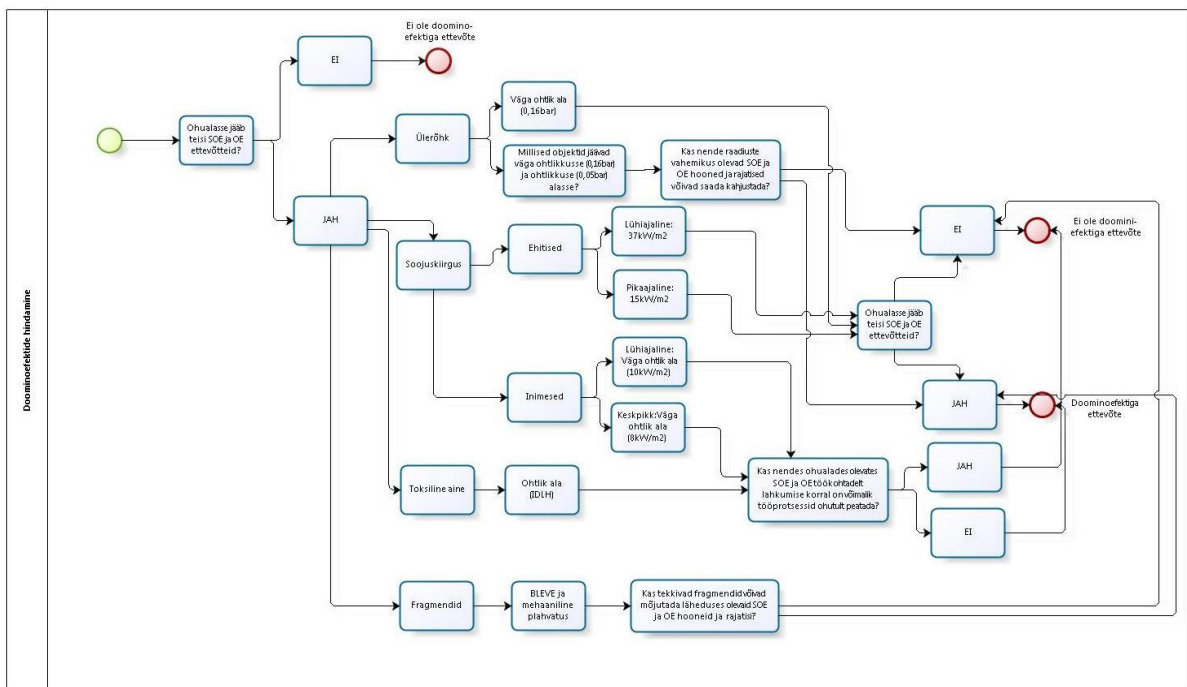 Doominoefektide hindamine
Ei ole doomino-
efektiga ettevõte
EI
Ohualasse jääb
teisi SOE ja OE
ettevõtteid?
JAH
Ülerõhk
Väga ohtlik ala
(0,16bar)
Millised objektid jäävad
väga ohtlikkusse (0,16bar)
ja ohtlikkuse (0,05bar)
alasse?
Kas nende raadiuste
vahemikus olevad SOE ja
OE hooned ja rajatised
võivad saada kahjustada?
Soojuskiirgus
Ehitised
Lühiajaline:
37kW/m2
Pikaajaline:
15kW/m2
EI
Ei ole doomini-
efektiga ettevõte
Ohualasse jääb
teisi SOE ja OE
ettevõtteid?
Inimesed
Lühiajaline:
Väga ohtlik ala
(10kW/m2)
Keskpikk:Väga
ohtlik ala
(8kW/m2)
JAH
Doominoefektiga
ettevõte
Toksiline aine
Ohtlik ala
(IDLH)
Kas nendes ohualades olevates
SOE ja OE töökohtadelt
lahkumise korral on võimalik
tööprotsessid ohutult peatada?
JAH
EI
Fragmendid
BLEVE ja
mehaaniline
plahvatus
Kas tekkivad fragmendid võivad
mõjutada läheduses olevaid SOE
ja OE hooneid ja rajatisi?